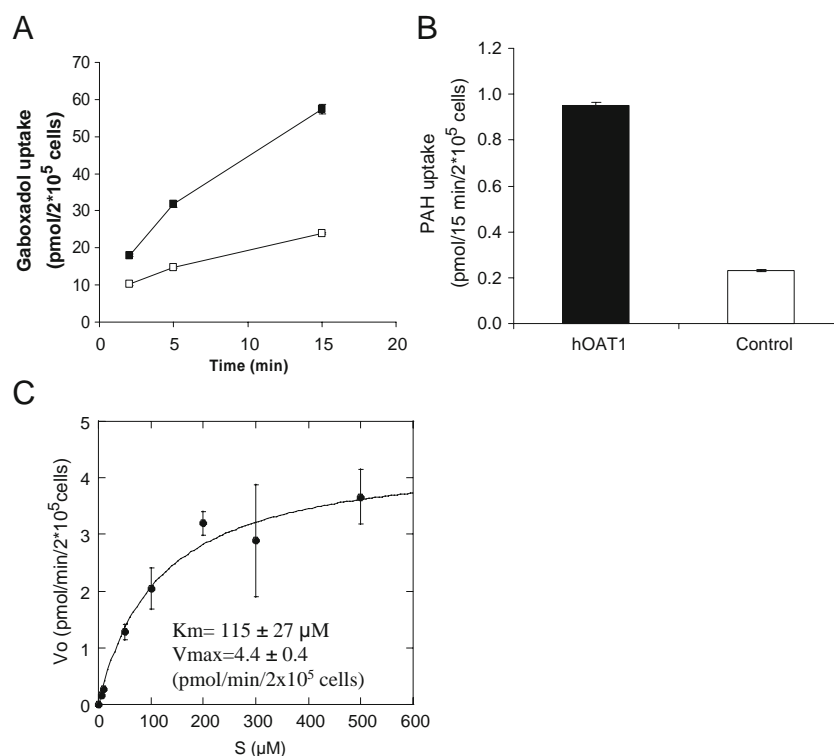 A
Gaboxadol uptake
(pmol/2*10⁵ cells)
70
60
50
40
30
20
10
0
0 5 10 15 20
Time (min)
B
PAH uptake
(pmol/15 min/2*10⁵ cells)
1.2
1.0
0.8
0.6
0.4
0.2
0.0
hOAT1 Control
C
Vo (pmol/min/2*10⁵cells)
5
4
3
2
1
0
Km= 115 ± 27 µM
Vmax=4.4 ± 0.4
(pmol/min/2x10⁵ cells)
0 100 200 300 400 500 600
S (µM)